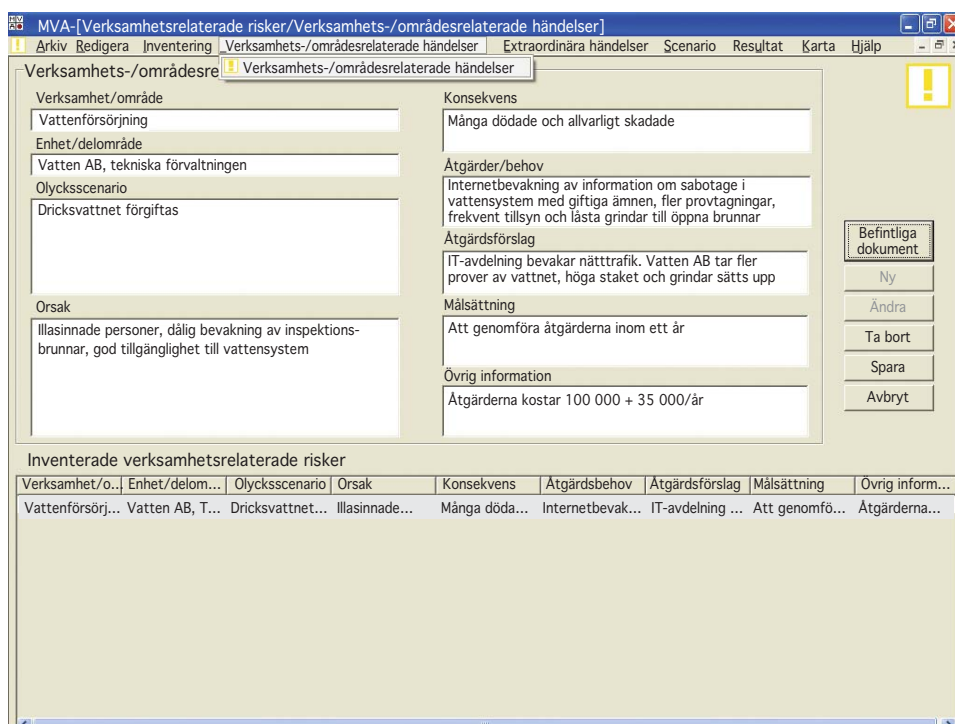 MVA-[Verksamhetsrelaterade risker/Verksamhets-/områdesrelaterade händelser]
Arkiv Redigera Inventering Verksamhets-/områdesrelaterade händelser Extraordinära händelser Scenario Resultat Karta Hjälp
Verksamhets-/områdesrelaterade händelser
Verksamhets-/områdesre
Verksamhet/område
Vattenförsörjning
Enhet/delområde
Vatten AB, tekniska förvaltningen
Olycksscenario
Dricksvattnet förgiftas
Orsak
Illasinnade personer, dålig bevakning av inspektions-
brunnar, god tillgänglighet till vattensystem
Konsekvens
Många dödade och allvarligt skadade
Åtgärder/behov
Internetbevakning av information om sabotage i
vattensystem med giftiga ämnen, fler provtagningar,
frekvent tillsyn och låsta grindar till öppna brunnar
Åtgärdsförslag
IT-avdelning bevakar nätttrafik. Vatten AB tar fler
prover av vattnet, höga staket och grindar sätts upp
Målsättning
Att genomföra åtgärderna inom ett år
Övrig information
Åtgärderna kostar 100 000 + 35 000/år
Befintliga
dokument
Ny
Ändra
Ta bort
Spara
Avbryt
Inventerade verksamhetsrelaterade risker
Verksamhet/o... Enhet/delom... Olycksscenario Orsak Konsekvens Åtgärdsbehov Åtgärdsförslag Målsättning Övrig inform...
Vattenförsörj... Vatten AB, T... Dricksvattnet... Illasinnade... Många döda... Internetbevak... IT-avdelning ... Att genomfö... Åtgärderna...